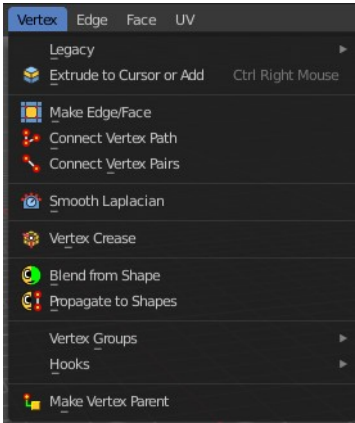 Vertex Edge Face UV
Legacy
Extrude to Cursor or Add Ctrl Right Mouse
Make Edge/Face
Connect Vertex Path
Connect Vertex Pairs
Smooth Laplacian
Vertex Crease
Blend from Shape
Propagate to Shapes
Vertex Groups
Hooks
Make Vertex Parent